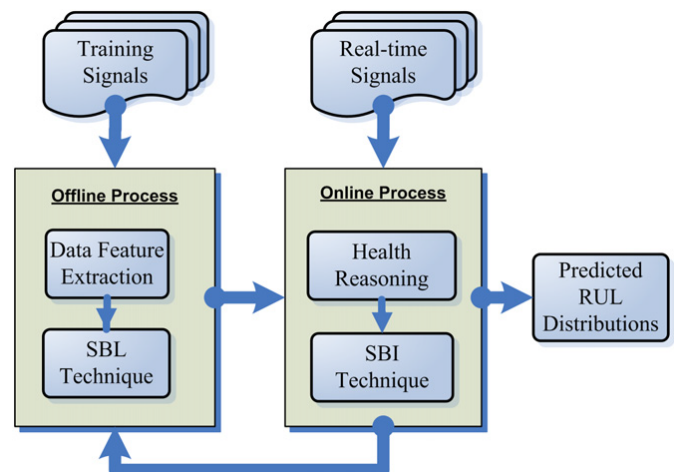 Training
Signals
Real-time
Signals
Offline Process
Data Feature
Extraction
SBL
Technique
Online Process
Health
Reasoning
SBI
Technique
Predicted
RUL
Distributions